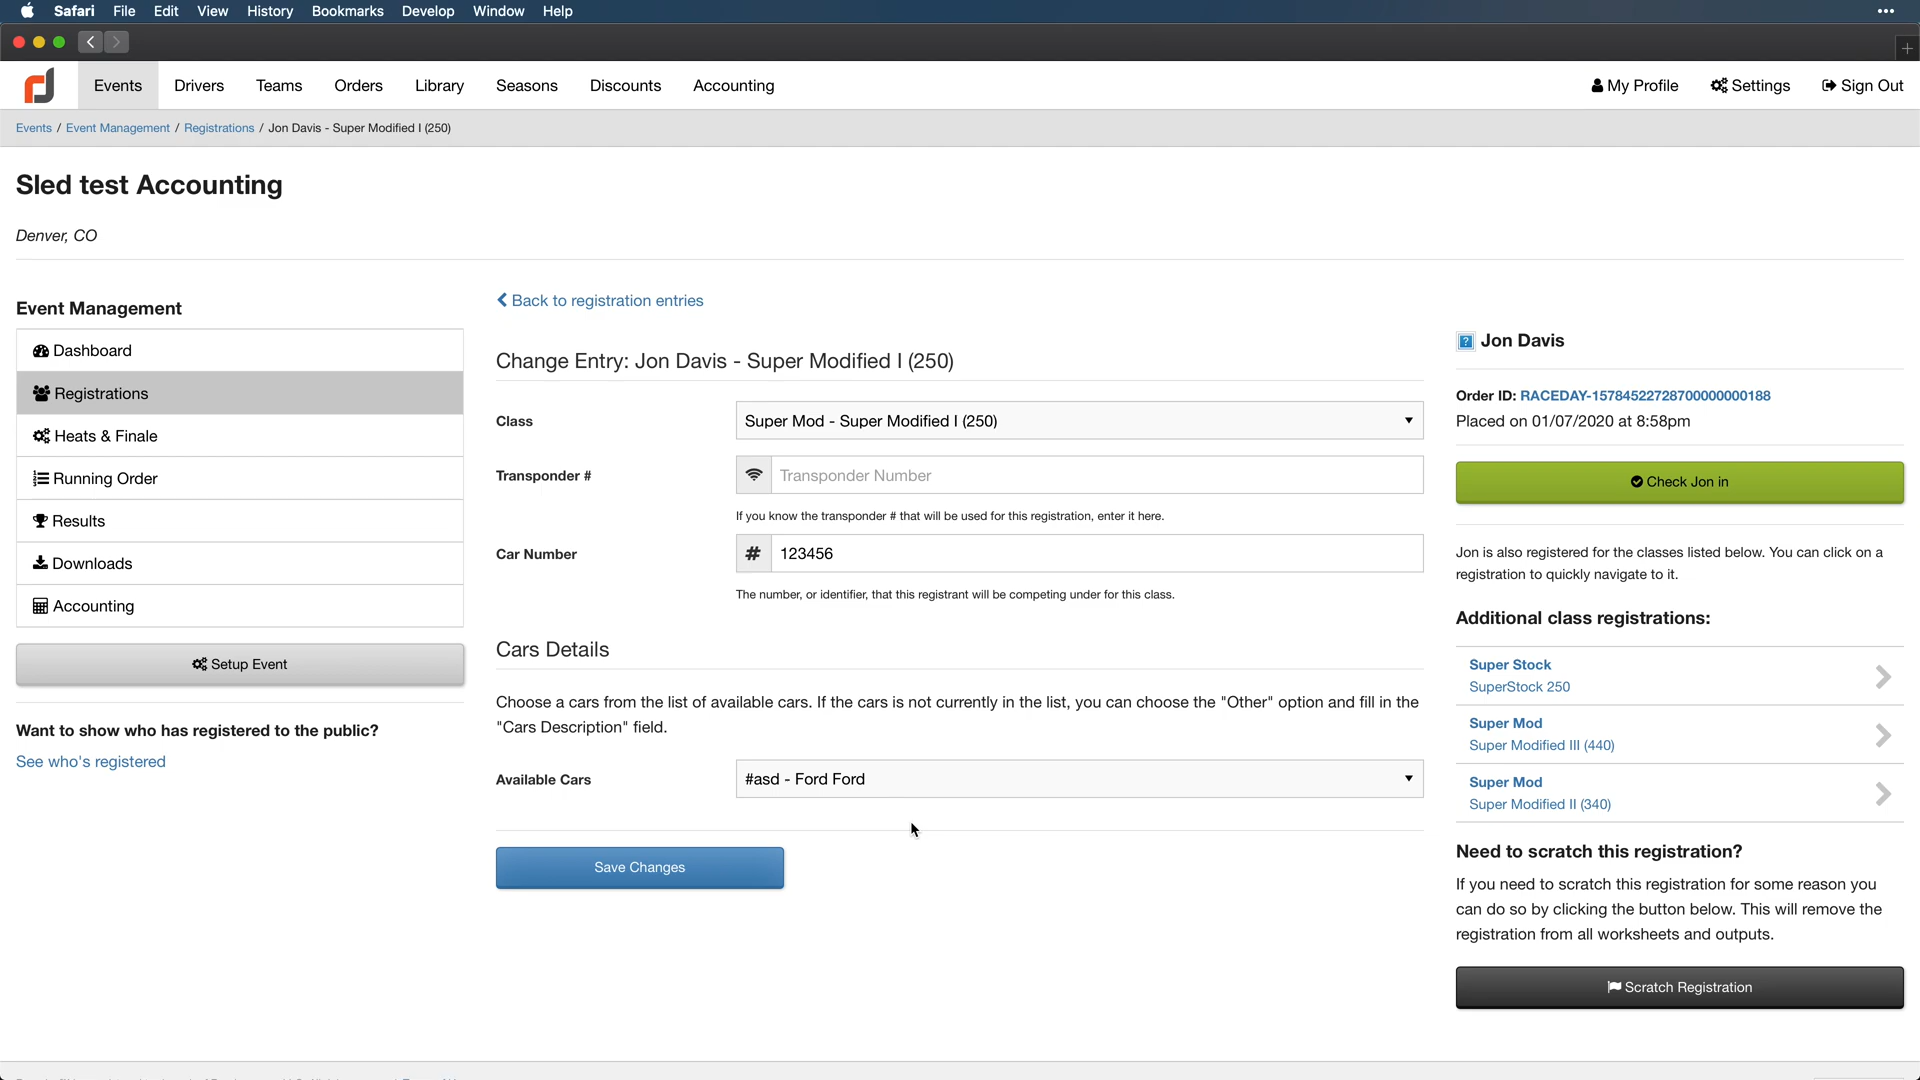 Safari File Edit View History Bookmarks Develop Window Help
Events Drivers Teams Orders Library Seasons Discounts Accounting My Profile Settings Sign Out
Events / Event Management / Registrations / Jon Davis - Super Modified I (250)
Sled test Accounting
Denver, CO
Event Management
Dashboard
Registrations
Heats & Finale
Running Order
Results
Downloads
Accounting
Setup Event
Want to show who has registered to the public?
See who's registered
Back to registration entries
Change Entry: Jon Davis - Super Modified I (250)
Class Super Mod - Super Modified I (250)
Transponder # Transponder Number
If you know the transponder # that will be used for this registration, enter it here.
Car Number # 123456
The number, or identifier, that this registrant will be competing under for this class.
Cars Details
Choose a cars from the list of available cars. If the cars is not currently in the list, you can choose the "Other" option and fill in the
"Cars Description" field.
Available Cars #asd - Ford Ford
Save Changes
Jon Davis
Order ID: RACEDAY-15784522728700000000188
Placed on 01/07/2020 at 8:58pm
Check Jon in
Jon is also registered for the classes listed below. You can click on a
registration to quickly navigate to it.
Additional class registrations:
Super Stock
SuperStock 250
Super Mod
Super Modified III (440)
Super Mod
Super Modified II (340)
Need to scratch this registration?
If you need to scratch this registration for some reason you
can do so by clicking the button below. This will remove the
registration from all worksheets and outputs.
Scratch Registration